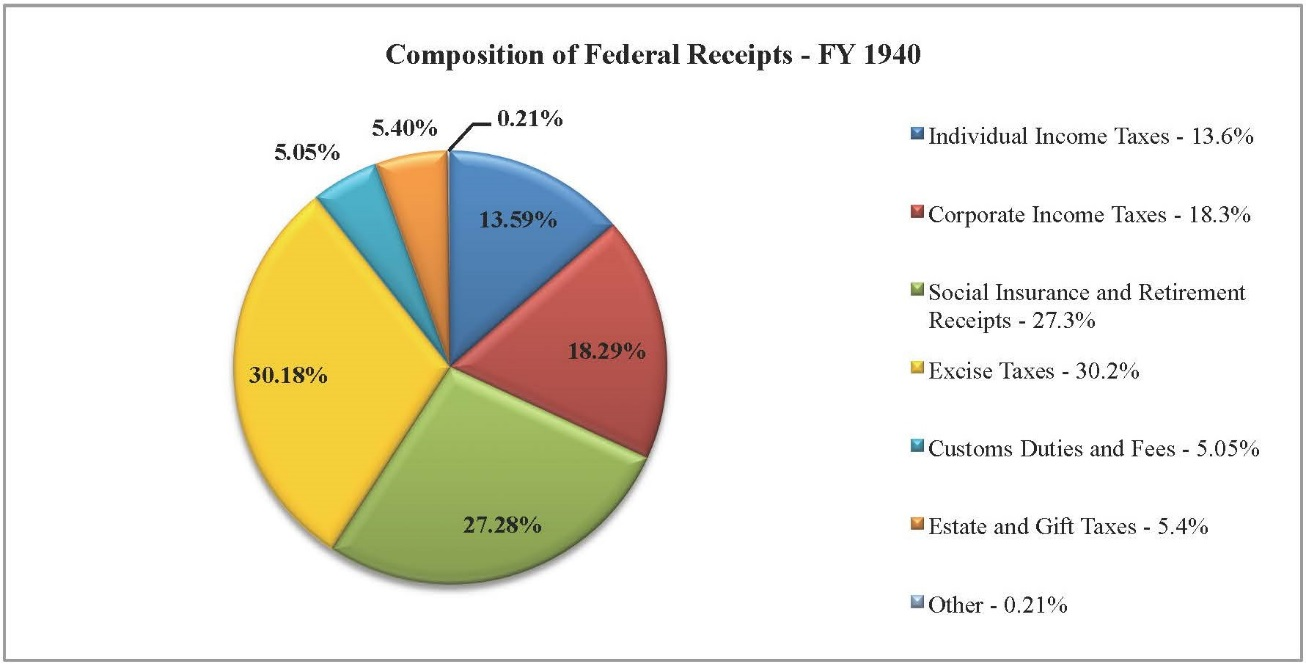 Composition of Federal Receipts - FY 1940
0.21%
5.40%
5.05%
13.59%
18.29%
30.18%
27.28%
Individual Income Taxes - 13.6%
Corporate Income Taxes - 18.3%
Social Insurance and Retirement
Receipts - 27.3%
Excise Taxes - 30.2%
Customs Duties and Fees - 5.05%
Estate and Gift Taxes - 5.4%
Other - 0.21%